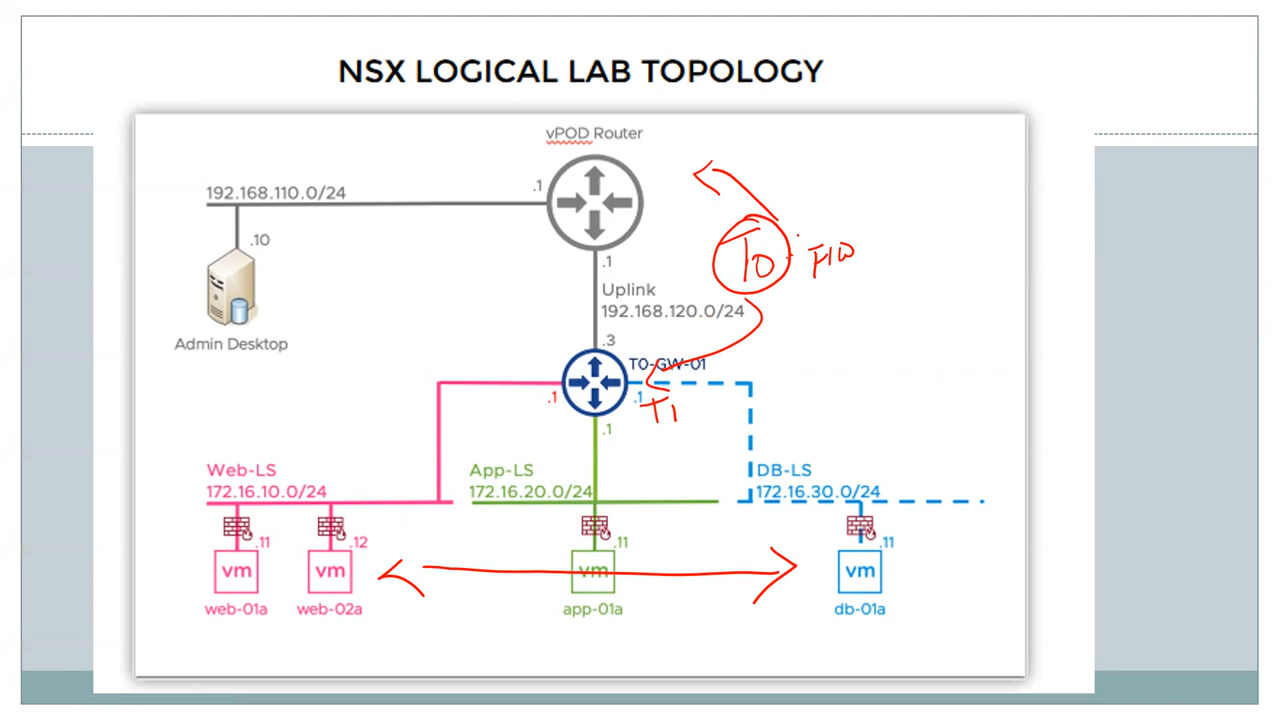 NSX LOGICAL LAB TOPOLOGY
vPOD Router
192.168.110.0/24
.1
.10
.1
Uplink
192.168.120.0/24
.3
Admin Desktop
T0
F/W
T0-GW-01
.1
.1
T1
.1
Web-LS
172.16.10.0/24
App-LS
172.16.20.0/24
DB-LS
172.16.30.0/24
.11
.12
.11
.11
vm
vm
vm
vm
web-01a
web-02a
app-01a
db-01a